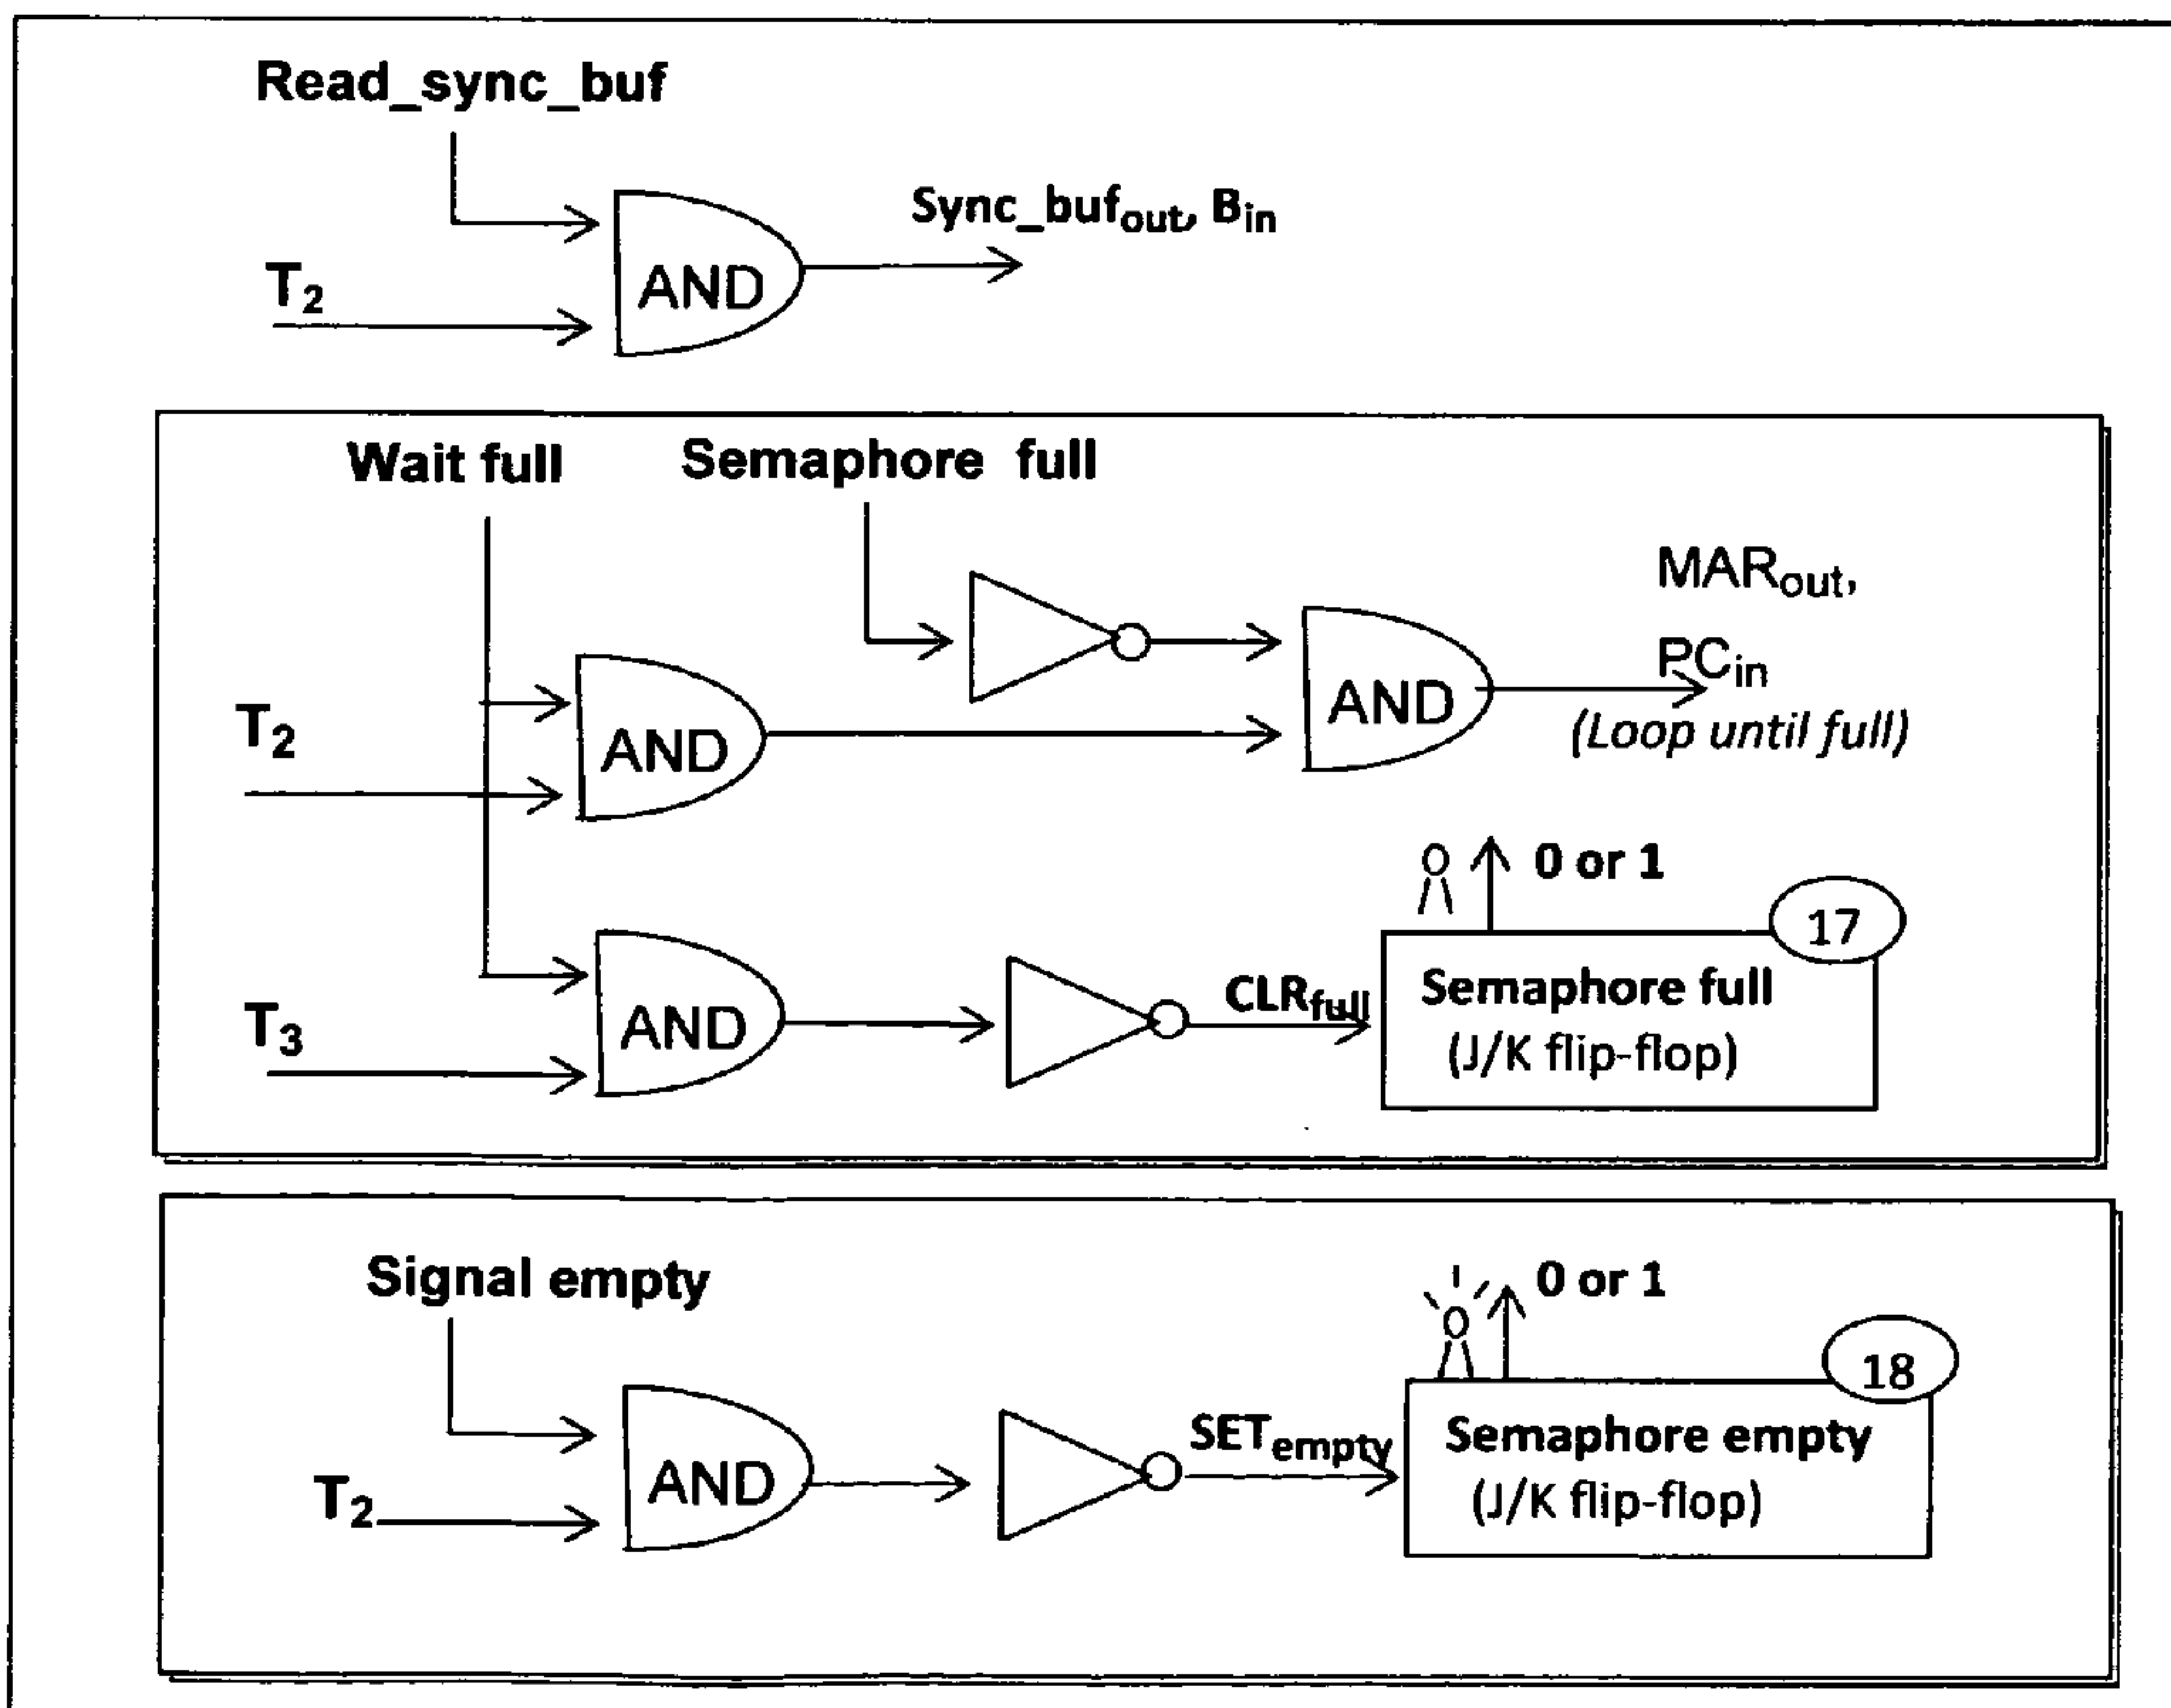 Read_sync_buf
Sync_bufout, Bin
T2
AND
Wait full
Semaphore full
MARout,
PCin
AND
(Loop until full)
T2
AND
0 or 1
17
Semaphore full
CLRfull
T3
AND
(J/K flip-flop)
Signal empty
0 or 1
18
SETempty
Semaphore empty
T2
AND
(J/K flip-flop)